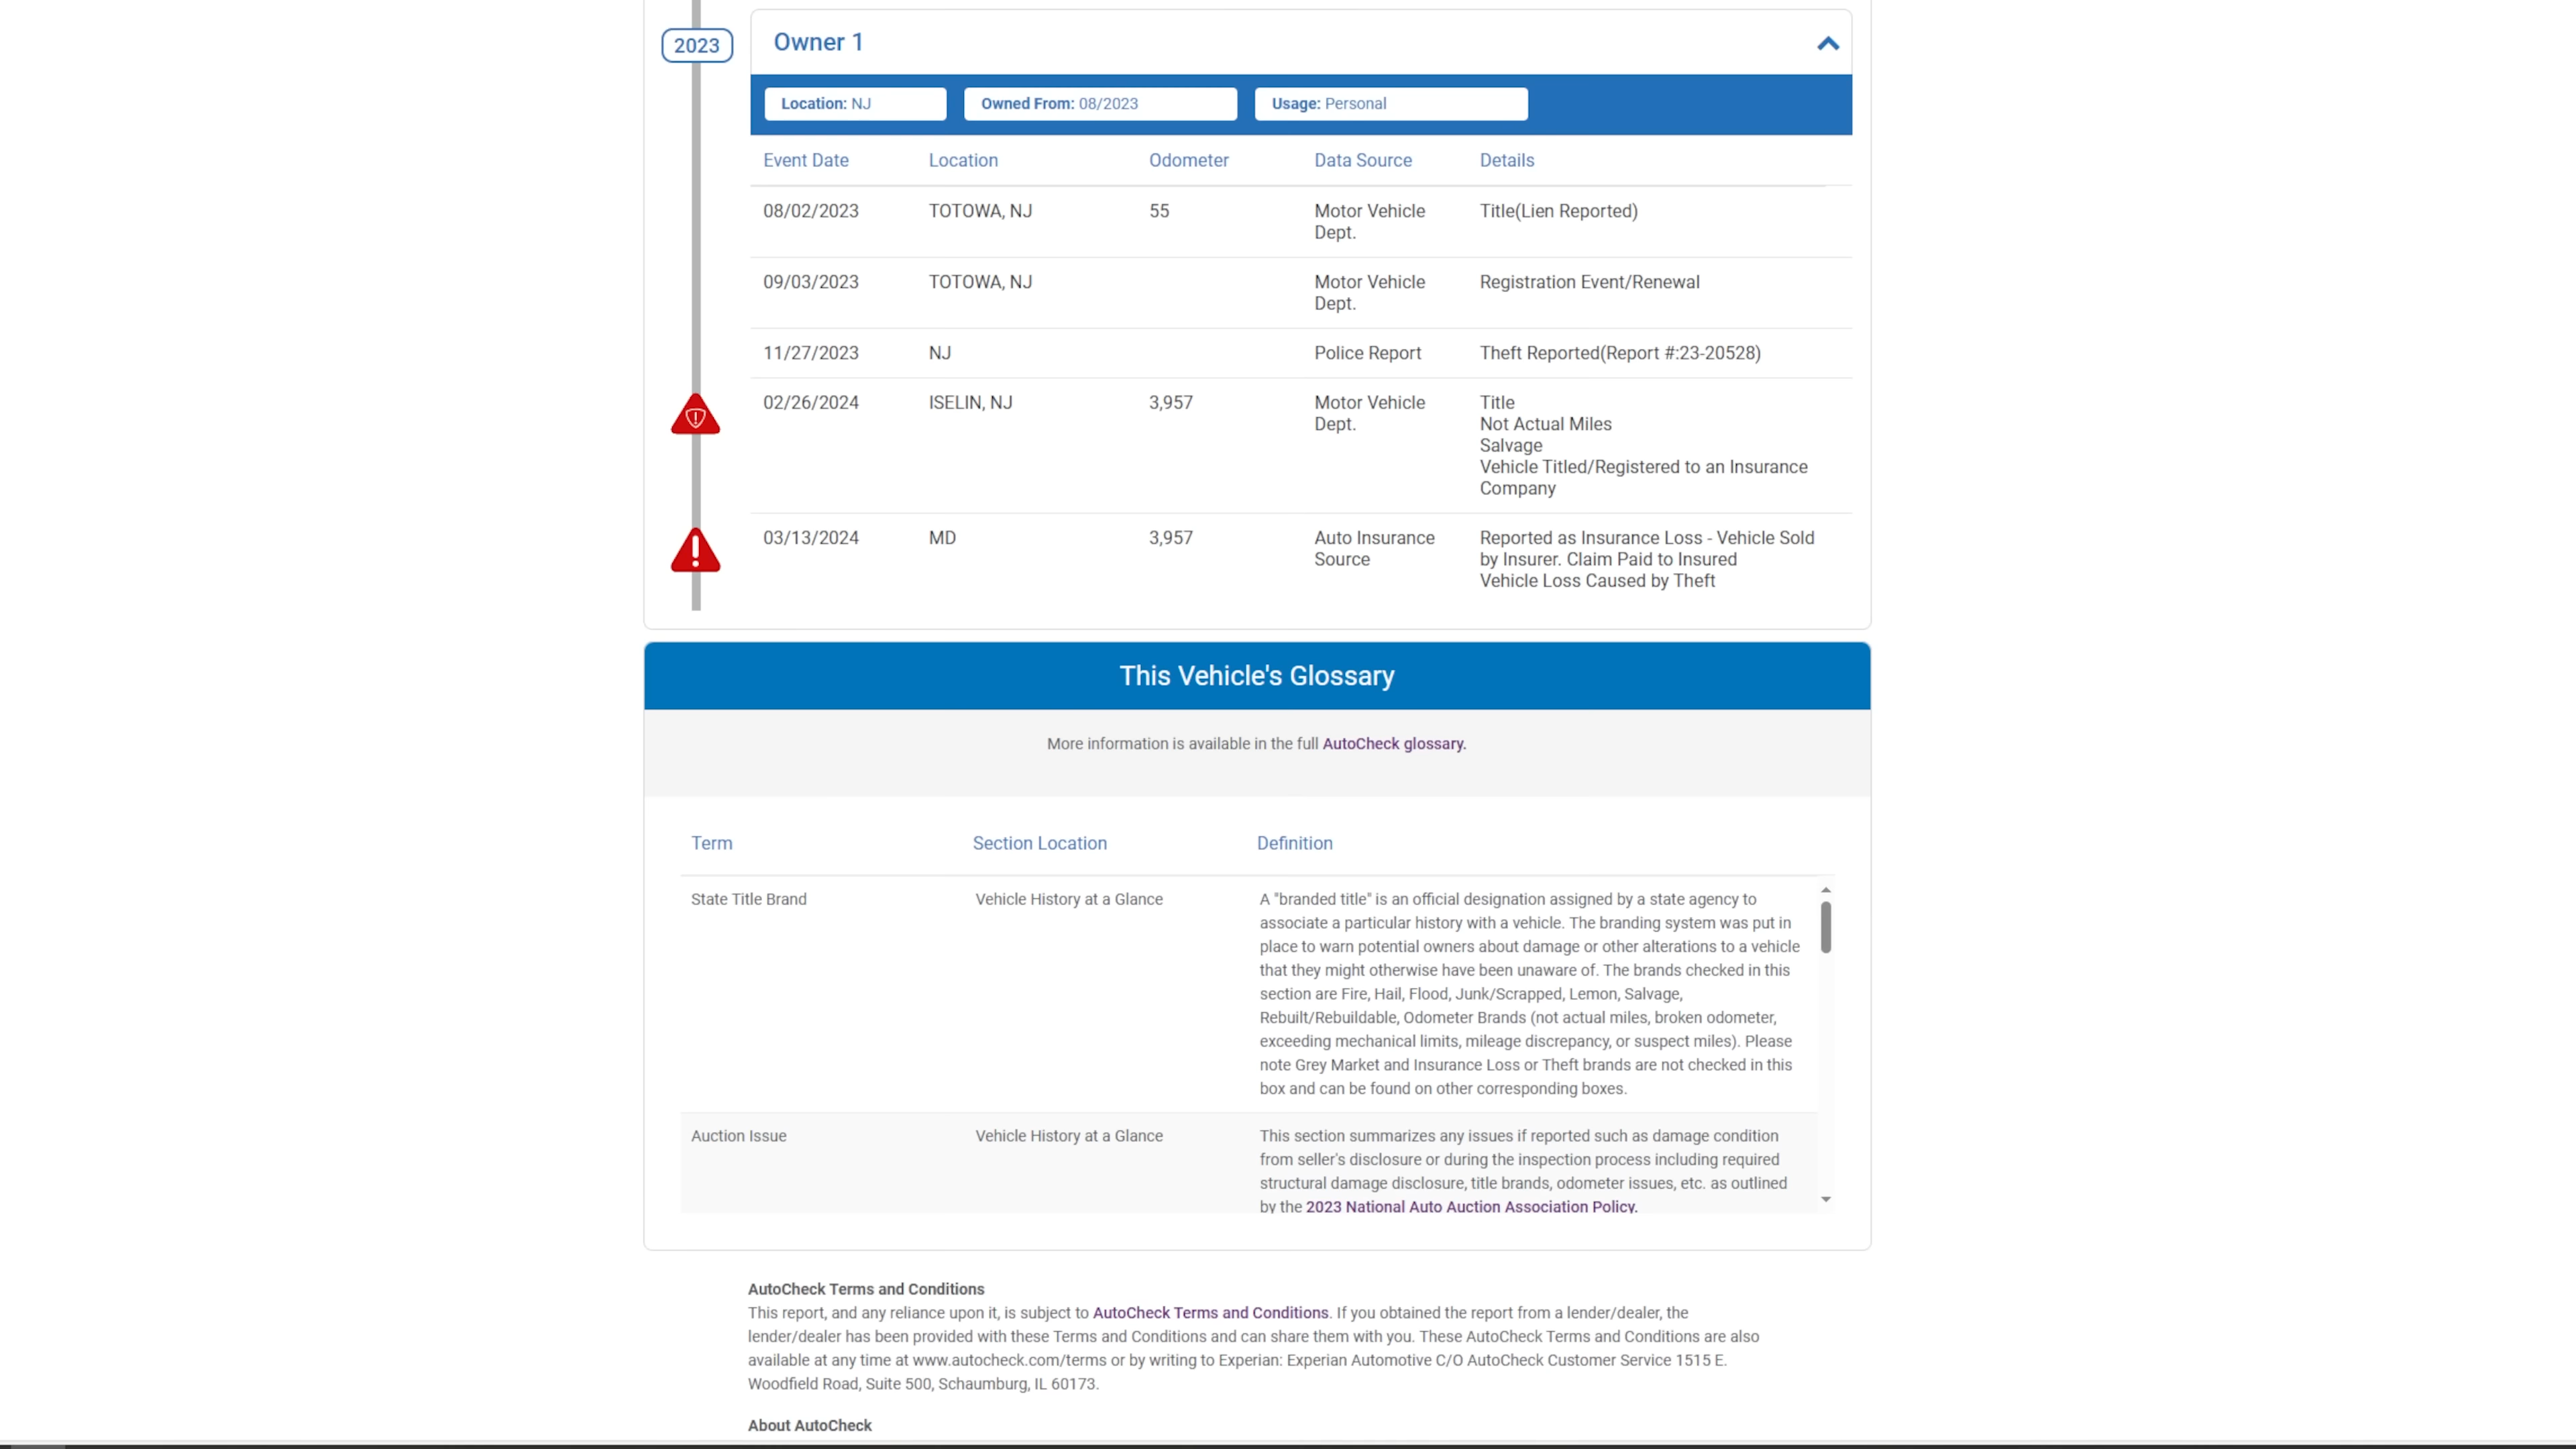 2023
Owner 1
Location: NJ
Owned From: 08/2023
Usage: Personal
Event Date Location Odometer Data Source Details
08/02/2023 TOTOWA, NJ 55 Motor Vehicle Title(Lien Reported)
Dept.
09/03/2023 TOTOWA, NJ Motor Vehicle Registration Event/Renewal
Dept.
11/27/2023 NJ Police Report Theft Reported(Report #:23-20528)
02/26/2024 ISELIN, NJ 3,957 Motor Vehicle Title
Dept. Not Actual Miles
Salvage
Vehicle Titled/Registered to an Insurance
Company
03/13/2024 MD 3,957 Auto Insurance Reported as Insurance Loss - Vehicle Sold
Source by Insurer. Claim Paid to Insured
Vehicle Loss Caused by Theft
This Vehicle's Glossary
More information is available in the full AutoCheck glossary.
Term Section Location Definition
State Title Brand Vehicle History at a Glance A "branded title" is an official designation assigned by a state agency to
associate a particular history with a vehicle. The branding system was put in
place to warn potential owners about damage or other alterations to a vehicle
that they might otherwise have been unaware of. The brands checked in this
section are Fire, Hail, Flood, Junk/Scrapped, Lemon, Salvage,
Rebuilt/Rebuildable, Odometer Brands (not actual miles, broken odometer,
exceeding mechanical limits, mileage discrepancy, or suspect miles). Please
note Grey Market and Insurance Loss or Theft brands are not checked in this
box and can be found on other corresponding boxes.
Auction Issue Vehicle History at a Glance This section summarizes any issues if reported such as damage condition
from seller's disclosure or during the inspection process including required
structural damage disclosure, title brands, odometer issues, etc. as outlined
by the 2023 National Auto Auction Association Policy.
AutoCheck Terms and Conditions
This report, and any reliance upon it, is subject to AutoCheck Terms and Conditions. If you obtained the report from a lender/dealer, the
lender/dealer has been provided with these Terms and Conditions and can share them with you. These AutoCheck Terms and Conditions are also
available at any time at www.autocheck.com/terms or by writing to Experian: Experian Automotive C/O AutoCheck Customer Service 1515 E.
Woodfield Road, Suite 500, Schaumburg, IL 60173.
About AutoCheck